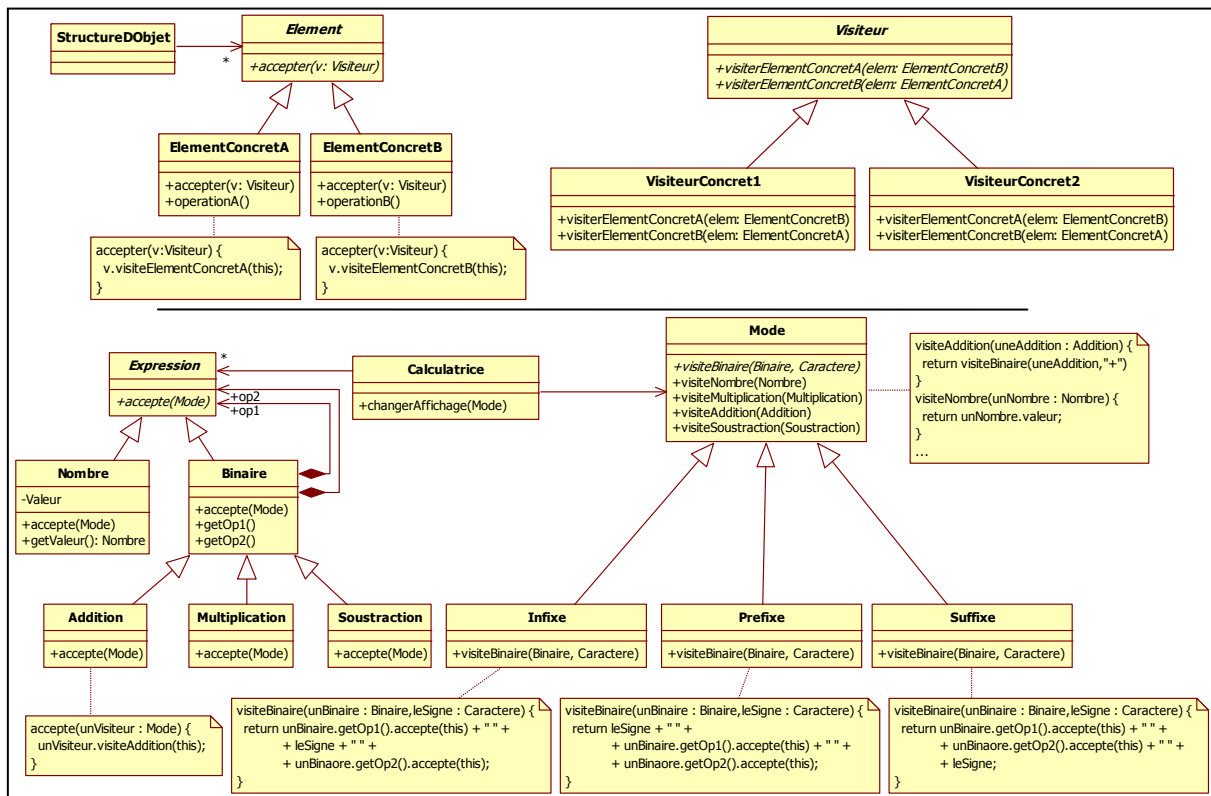 StructureDObjet
*
Element
+accepter(v: Visiteur)
Visiteur
+visiterElementConcretA(elem: ElementConcretB)
+visiterElementConcretB(elem: ElementConcretA)
ElementConcretA
+accepter(v: Visiteur)
+operationA()
ElementConcretB
+accepter(v: Visiteur)
+operationB()
VisiteurConcret1
+visiterElementConcretA(elem: ElementConcretB)
+visiterElementConcretB(elem: ElementConcretA)
VisiteurConcret2
+visiterElementConcretA(elem: ElementConcretB)
+visiterElementConcretB(elem: ElementConcretA)
accepter(v:Visiteur) {
v.visiteElementConcretA(this);
}
accepter(v:Visiteur) {
v.visiteElementConcretB(this);
}
Expression
+accepte(Mode)
*
+op2
+op1
Calculatrice
+changerAffichage(Mode)
Mode
+visiteBinaire(Binaire, Caractere)
+visiteNombre(Nombre)
+visiteMultiplication(Multiplication)
+visiteAddition(Addition)
+visiteSoustraction(Soustraction)
visiteAddition(uneAddition : Addition) {
return visiteBinaire(uneAddition,"+")
}
visiteNombre(unNombre : Nombre) {
return unNombre.valeur;
}
...
Nombre
-Valeur
+accepte(Mode)
+getValeur(): Nombre
Binaire
+accepte(Mode)
+getOp1()
+getOp2()
Addition
+accepte(Mode)
Multiplication
+accepte(Mode)
Soustraction
+accepte(Mode)
Infixe
+visiteBinaire(Binaire, Caractere)
Prefixe
+visiteBinaire(Binaire, Caractere)
Suffixe
+visiteBinaire(Binaire, Caractere)
accepte(unVisiteur : Mode) {
unVisiteur.visiteAddition(this);
}
visiteBinaire(unBinaire : Binaire,leSigne : Caractere) {
return unBinaire.getOp1().accepte(this) + " " +
+ leSigne + " " +
+ unBinaore.getOp2().accepte(this);
}
visiteBinaire(unBinaire : Binaire,leSigne : Caractere) {
return leSigne + " " +
+ unBinaire.getOp1().accepte(this) + " " +
+ unBinaore.getOp2().accepte(this);
}
visiteBinaire(unBinaire : Binaire,leSigne : Caractere) {
return unBinaire.getOp1().accepte(this) + " " +
+ unBinaore.getOp2().accepte(this) + " " +
+ leSigne;
}